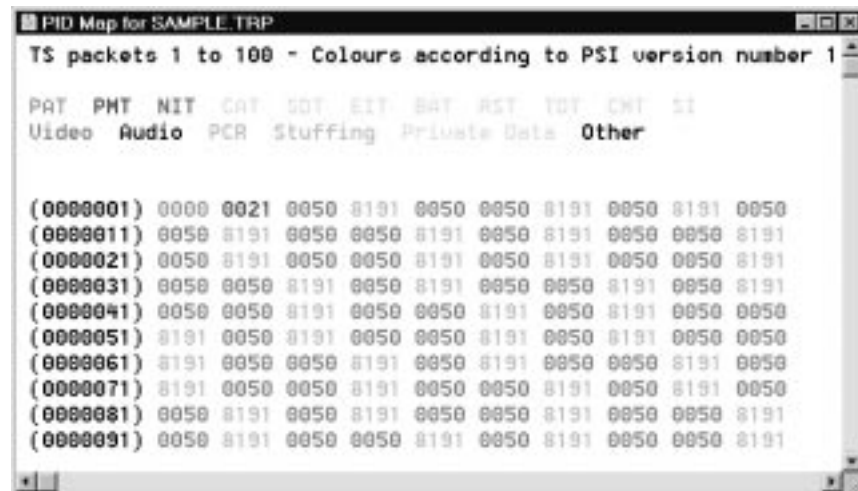 PID Map for SAMPLE.TRP
TS packets 1 to 100 - Colours according to PSI version number 1
PAT PMT NIT CAT SDT EIT BAT RST TDT CMT SI
Video Audio PCR Stuffing Private Data Other
(0000001) 0000 0021 0050 8191 0050 0050 8191 0050 8191 0050
(0000011) 0050 8191 0050 0050 8191 0050 8191 0050 0050 8191
(0000021) 0050 8191 0050 0050 8191 0050 8191 0050 0050 8191
(0000031) 0050 0050 8191 0050 8191 0050 0050 8191 0050 8191
(0000041) 0050 8191 0050 0050 8191 0050 8191 0050 0050
(0000051) 8191 0050 8191 0050 0050 8191 0050 8191 0050 0050
(0000061) 8191 0050 0050 8191 0050 8191 0050 0050 8191 0050
(0000071) 8191 0050 0050 8191 0050 0050 8191 0050 8191 0050
(0000081) 0050 8191 0050 8191 0050 0050 8191 0050 0050 8191
(0000091) 0050 8191 0050 0050 8191 0050 8191 0050 0050 8191